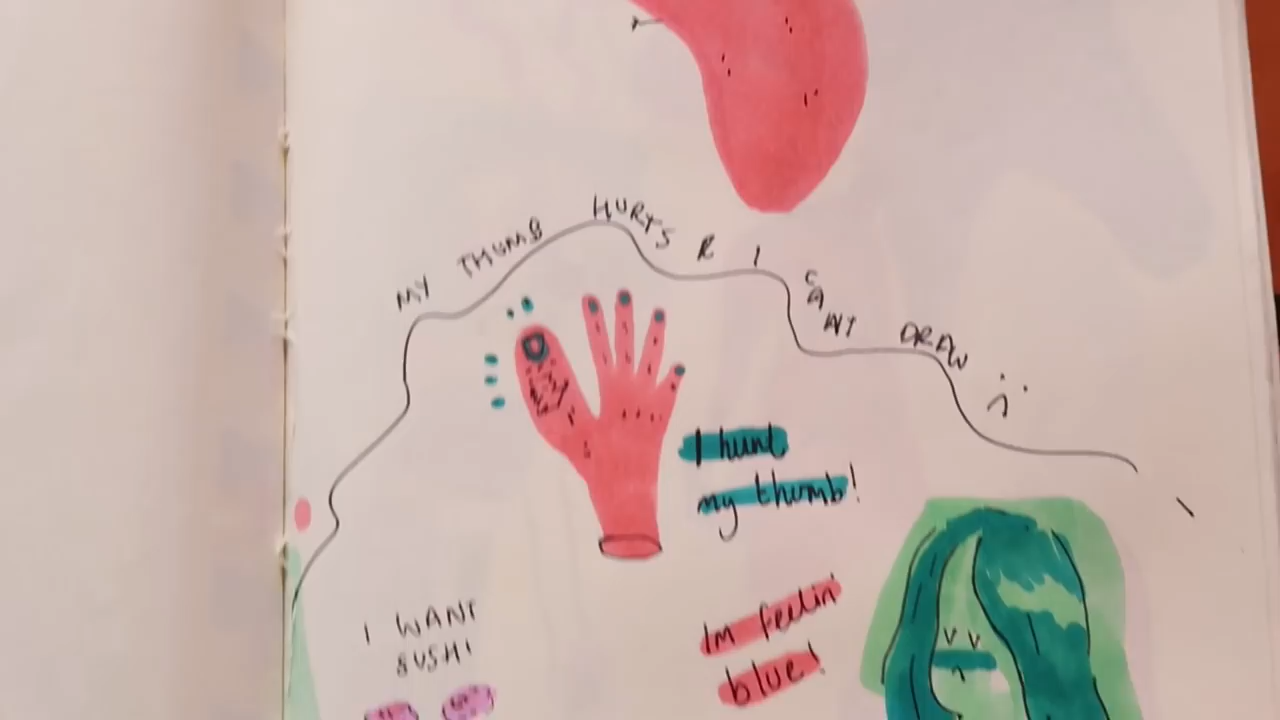 MY THUMB HURTS R I CANT DRAW :(
I hurt
my thumb!
Im feelin'
blue!
I WANT
SUSHI